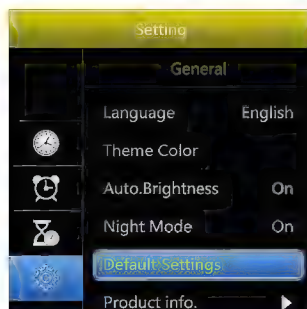 Setting
General
Language English
Theme Color
Auto.Brightness On
Night Mode On
Default Settings
Product info.